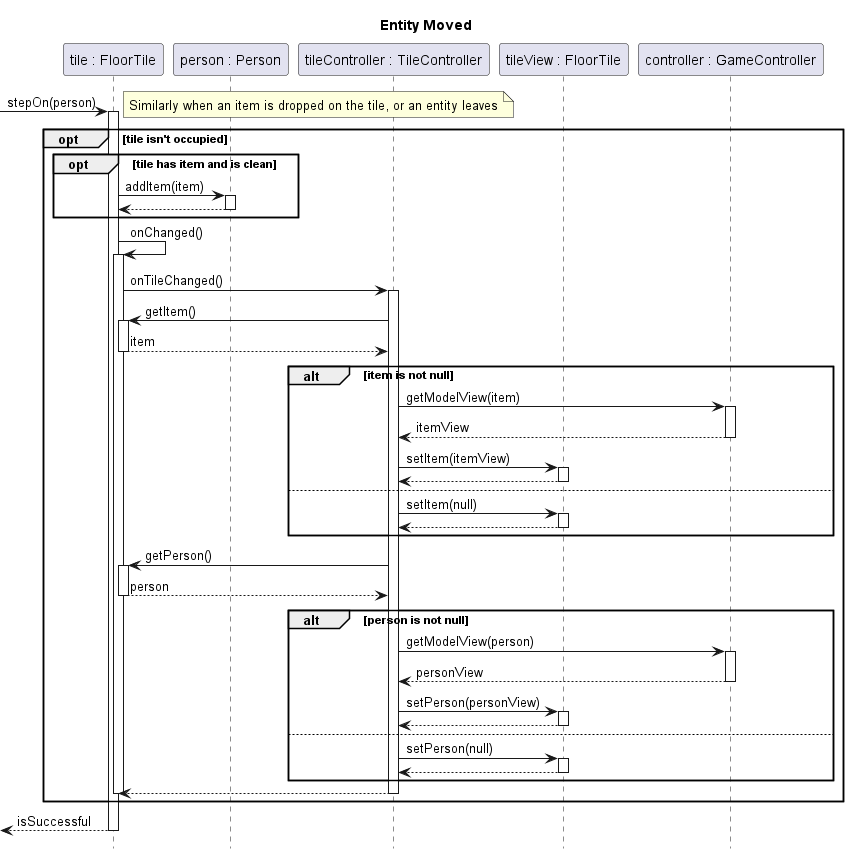 Entity Moved
tile : FloorTile
person : Person
tileController : TileController
tileView : FloorTile
controller : GameController
stepOn(person)
Similarly when an item is dropped on the tile, or an entity leaves
opt
[tile isn't occupied]
opt
[tile has item and is clean]
addItem(item)
onChanged()
onTileChanged()
getItem()
item
alt
[item is not null]
getModelView(item)
itemView
setItem(itemView)
setItem(null)
getPerson()
person
alt
[person is not null]
getModelView(person)
personView
setPerson(personView)
setPerson(null)
isSuccessful